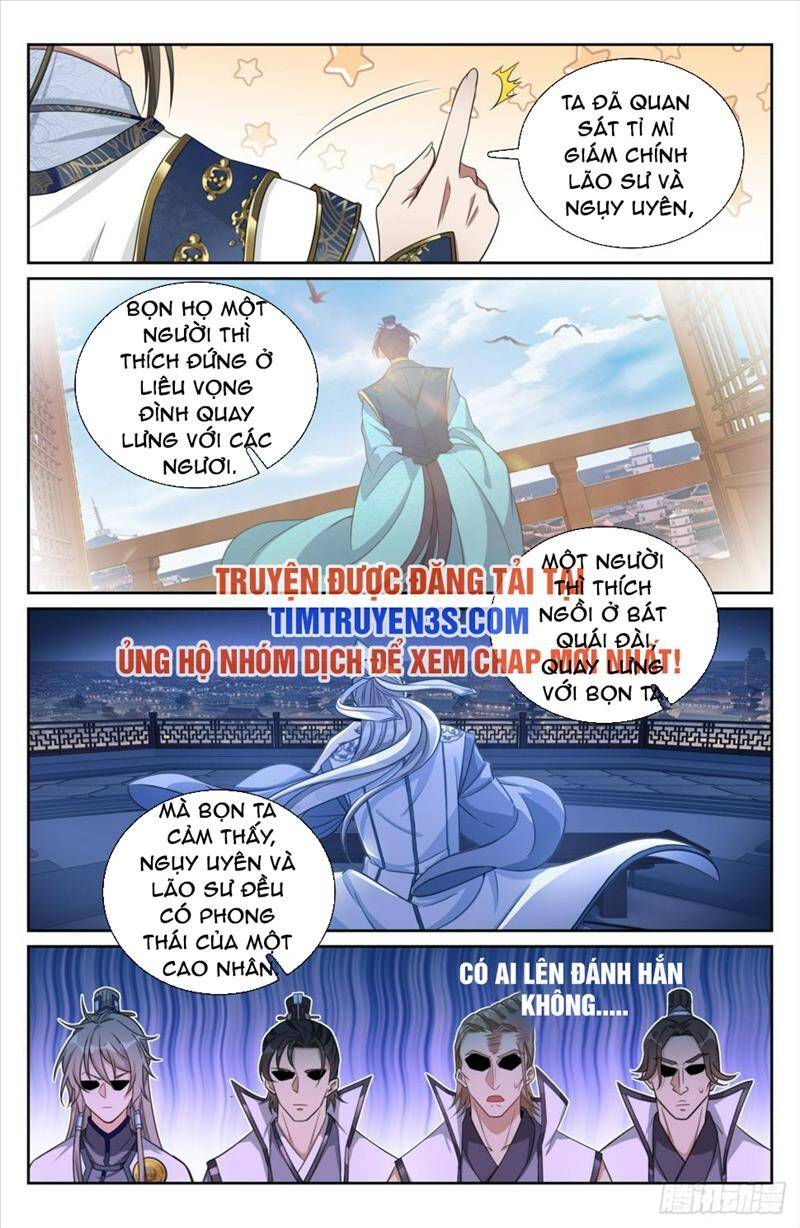 TA ĐÃ QUAN
SÁT TỈ MỈ
GIÁM CHÍNH
LÃO SƯ VÀ
NGỤY UYÊN,
BỌN HỌ MỘT
NGƯỜI THÌ
THÍCH ĐỨNG Ở
LIÊU VỌNG
ĐÌNH QUAY
LƯNG VỚI CÁC
NGƯƠI.
TRUYỆN ĐƯỢC ĐĂNG TẢI TẠI
TIMTRUYEN3S.COM
ỦNG HỘ NHÓM DỊCH ĐỂ XEM CHAP MỚI NHẤT!
MỘT NGƯỜI
THÌ THÍCH
NGỒI Ở BÁT
QUÁI ĐÀI,
QUAY LƯNG
VỚI BỌN TA.
MÀ BỌN TA
CẢM THẤY,
NGỤY UYÊN VÀ
LÃO SƯ ĐỀU
CÓ PHONG
THÁI CỦA MỘT
CAO NHÂN.
CÓ AI LÊN ĐÁNH HẮN
KHÔNG.....
腾讯动漫